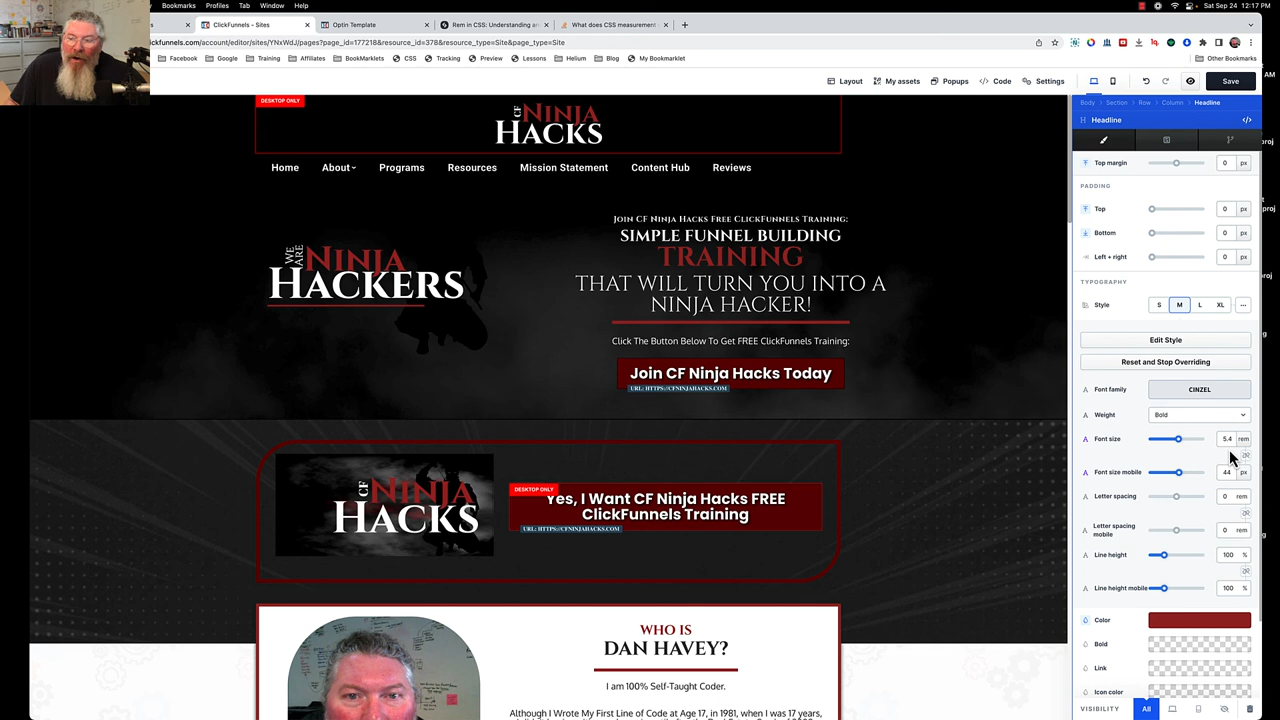 Bookmarks Profiles Tab Window Help
Sat Sep 24 12:17 PM
ClickFunnels - Sites
Optin Template
Rem in CSS: Understanding an
What does CSS measurement
ckfunnels.com/account/editor/sites/YNxWdJ/pages?page_id=177218&resource_id=378&resource_type=Site&page_type=Site
Facebook Google Training Affiliates BookMarklets CSS Tracking Preview Lessons Helium Blog My Bookmarklet Other Bookmarks
Layout My assets Popups Code Settings Save
Body > Section > Row > Column > Headline
Headline
DESKTOP ONLY
CF NINJA
HACKS
Home About Programs Resources Mission Statement Content Hub Reviews
WE ARE NINJA
HACKERS
JOIN CF NINJA HACKS FREE CLICKFUNNELS TRAINING:
SIMPLE FUNNEL BUILDING
TRAINING
THAT WILL TURN YOU INTO A
NINJA HACKER!
Click The Button Below To Get FREE ClickFunnels Training:
Join CF Ninja Hacks Today
URL: HTTPS://CFNINJAHACKS.COM
CF NINJA
HACKS
DESKTOP ONLY
Yes, I Want CF Ninja Hacks FREE
ClickFunnels Training
URL: HTTPS://CFNINJAHACKS.COM
WHO IS
DAN HAVEY?
I am 100% Self-Taught Coder.
Although I Wrote My First Line of Code at Age 17, in 1981, when I was 17 years,
Top margin 0 px
PADDING
Top 0 px
Bottom 0 px
Left + right 0 px
TYPOGRAPHY
Style S M L XL ...
Edit Style
Reset and Stop Overriding
Font family CINZEL
Weight Bold
Font size 5.4 rem
Font size mobile 44 px
Letter spacing 0 rem
Letter spacing
mobile 0 rem
Line height 100 %
Line height mobile 100 %
Color
Bold
Link
Icon color
VISIBILITY All
AM
proj
proj